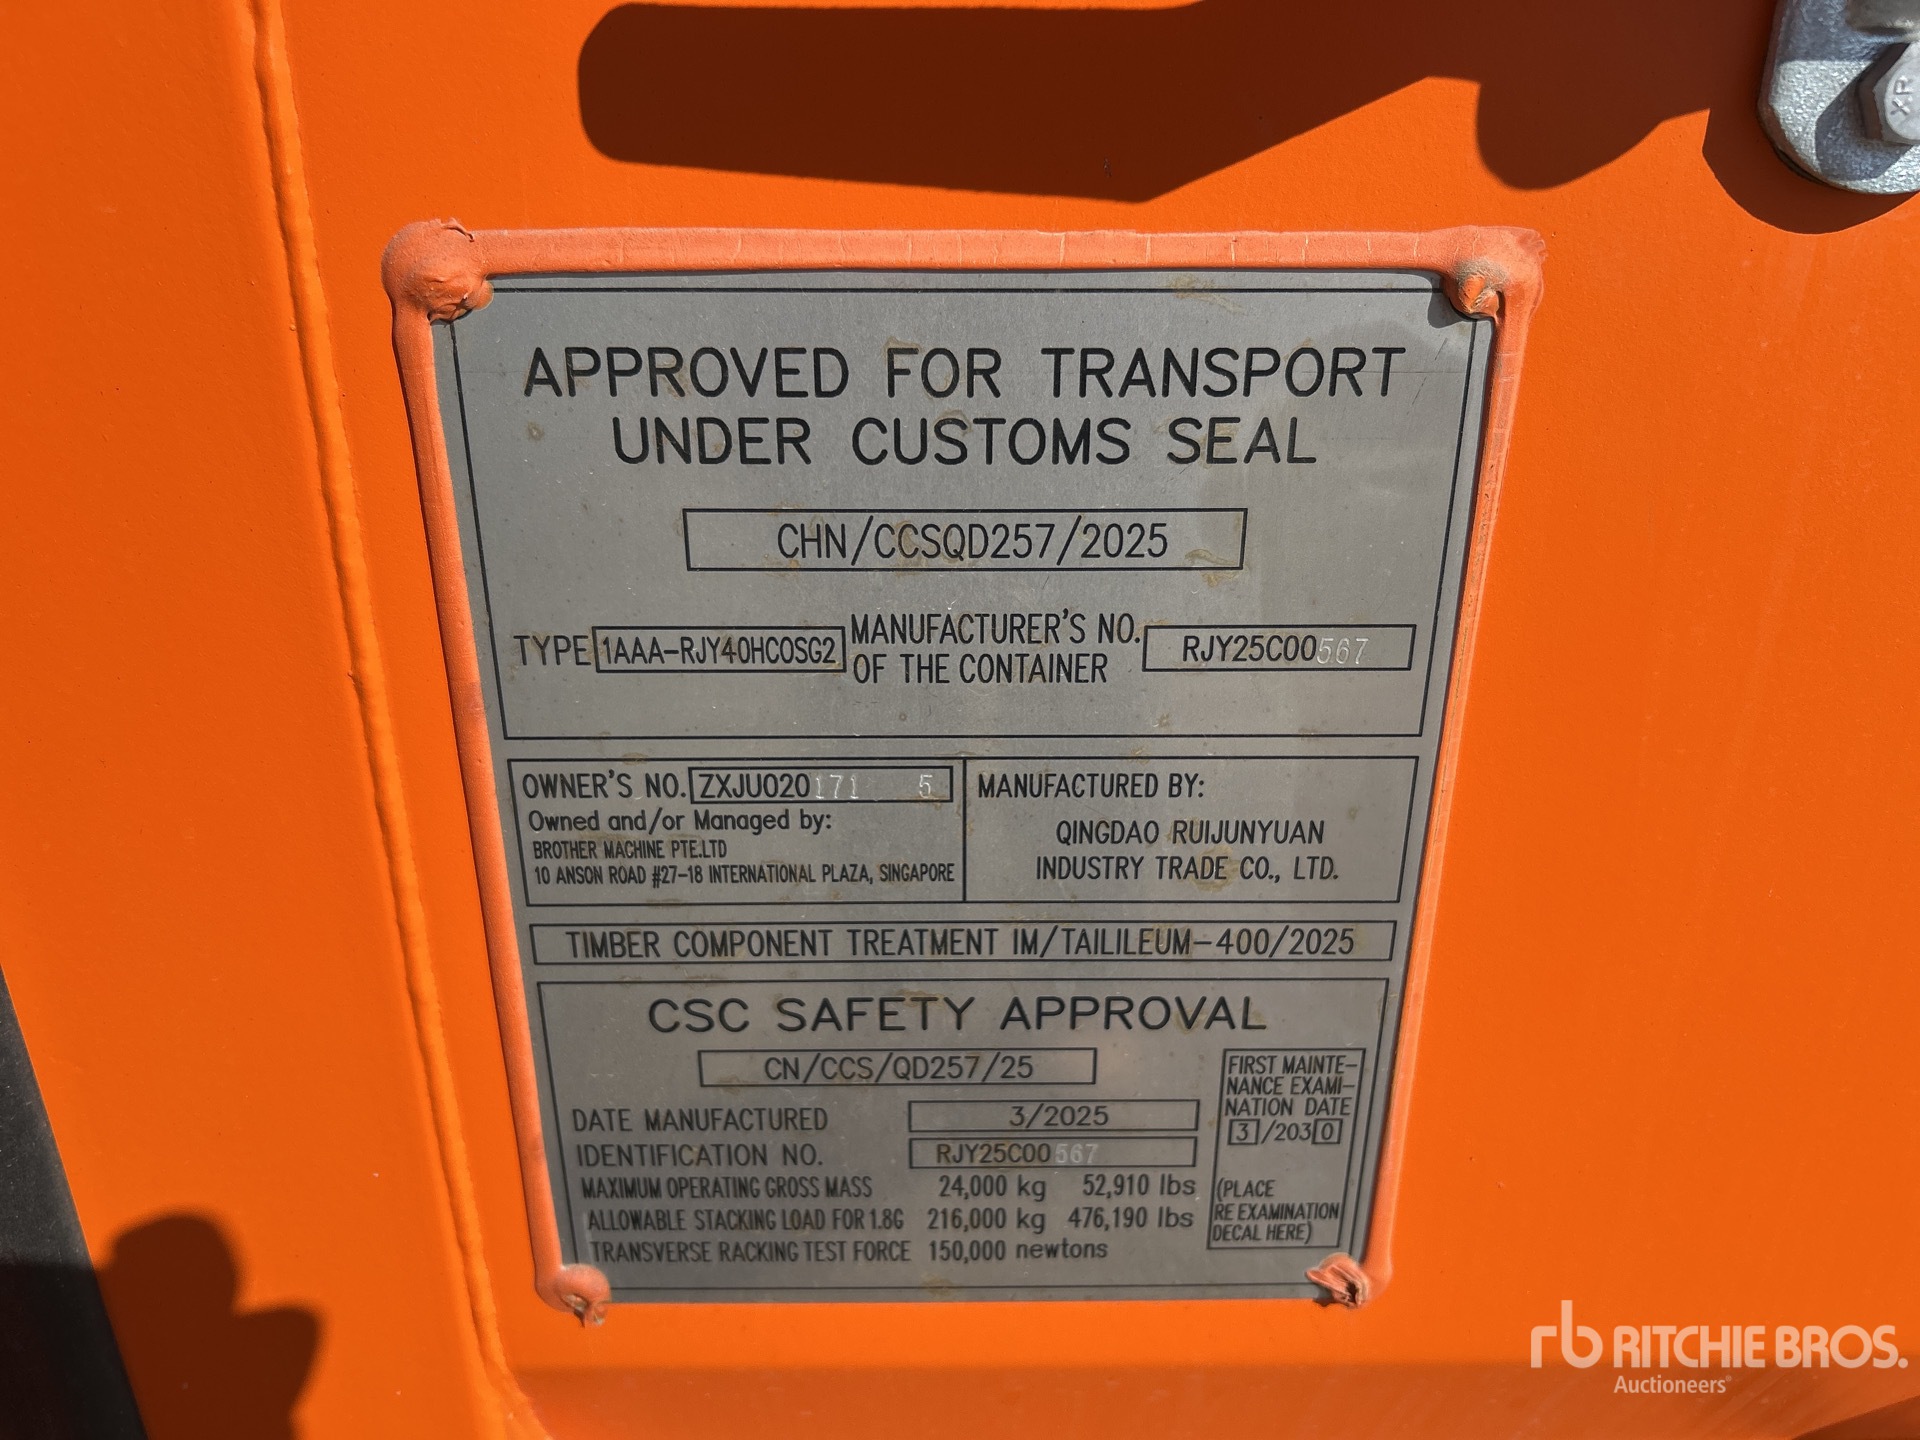 XR
APPROVED FOR TRANSPORT
UNDER CUSTOMS SEAL
CHN/CCSQD257/2025
TYPE 1AAA-RJY40HCOSG2 MANUFACTURER'S NO. OF THE CONTAINER RJY25C00567
OWNER'S NO. ZXJU020171 5
Owned and/or Managed by:
BROTHER MACHINE PTE.LTD
10 ANSON ROAD #27-18 INTERNATIONAL PLAZA, SINGAPORE
MANUFACTURED BY:
QINGDAO RUIJUNYUAN
INDUSTRY TRADE CO., LTD.
TIMBER COMPONENT TREATMENT IM/TAILILEUM-400/2025
CSC SAFETY APPROVAL
CN/CCS/QD257/25
DATE MANUFACTURED 3/2025
IDENTIFICATION NO. RJY25C00567
MAXIMUM OPERATING GROSS MASS 24,000 kg 52,910 lbs
ALLOWABLE STACKING LOAD FOR 1.8G 216,000 kg 476,190 lbs
TRANSVERSE RACKING TEST FORCE 150,000 newtons
FIRST MAINTE-
NANCE EXAMI-
NATION DATE
3/2030
(PLACE
RE EXAMINATION
DECAL HERE)
rb RITCHIE BROS.
Auctioneers